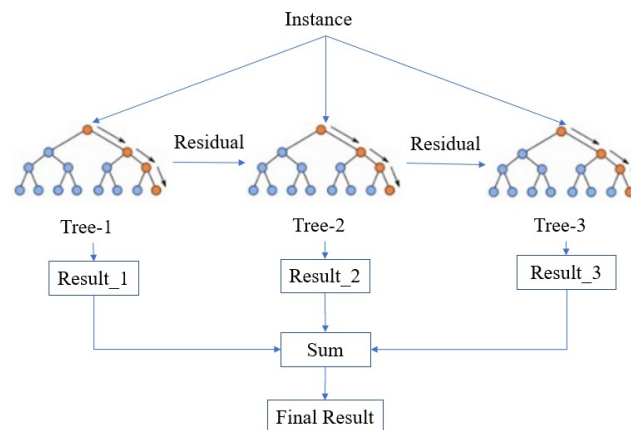 Instance
Residual
Residual
Tree-1
Tree-2
Tree-3
Result_1
Result_2
Result_3
Sum
Final Result